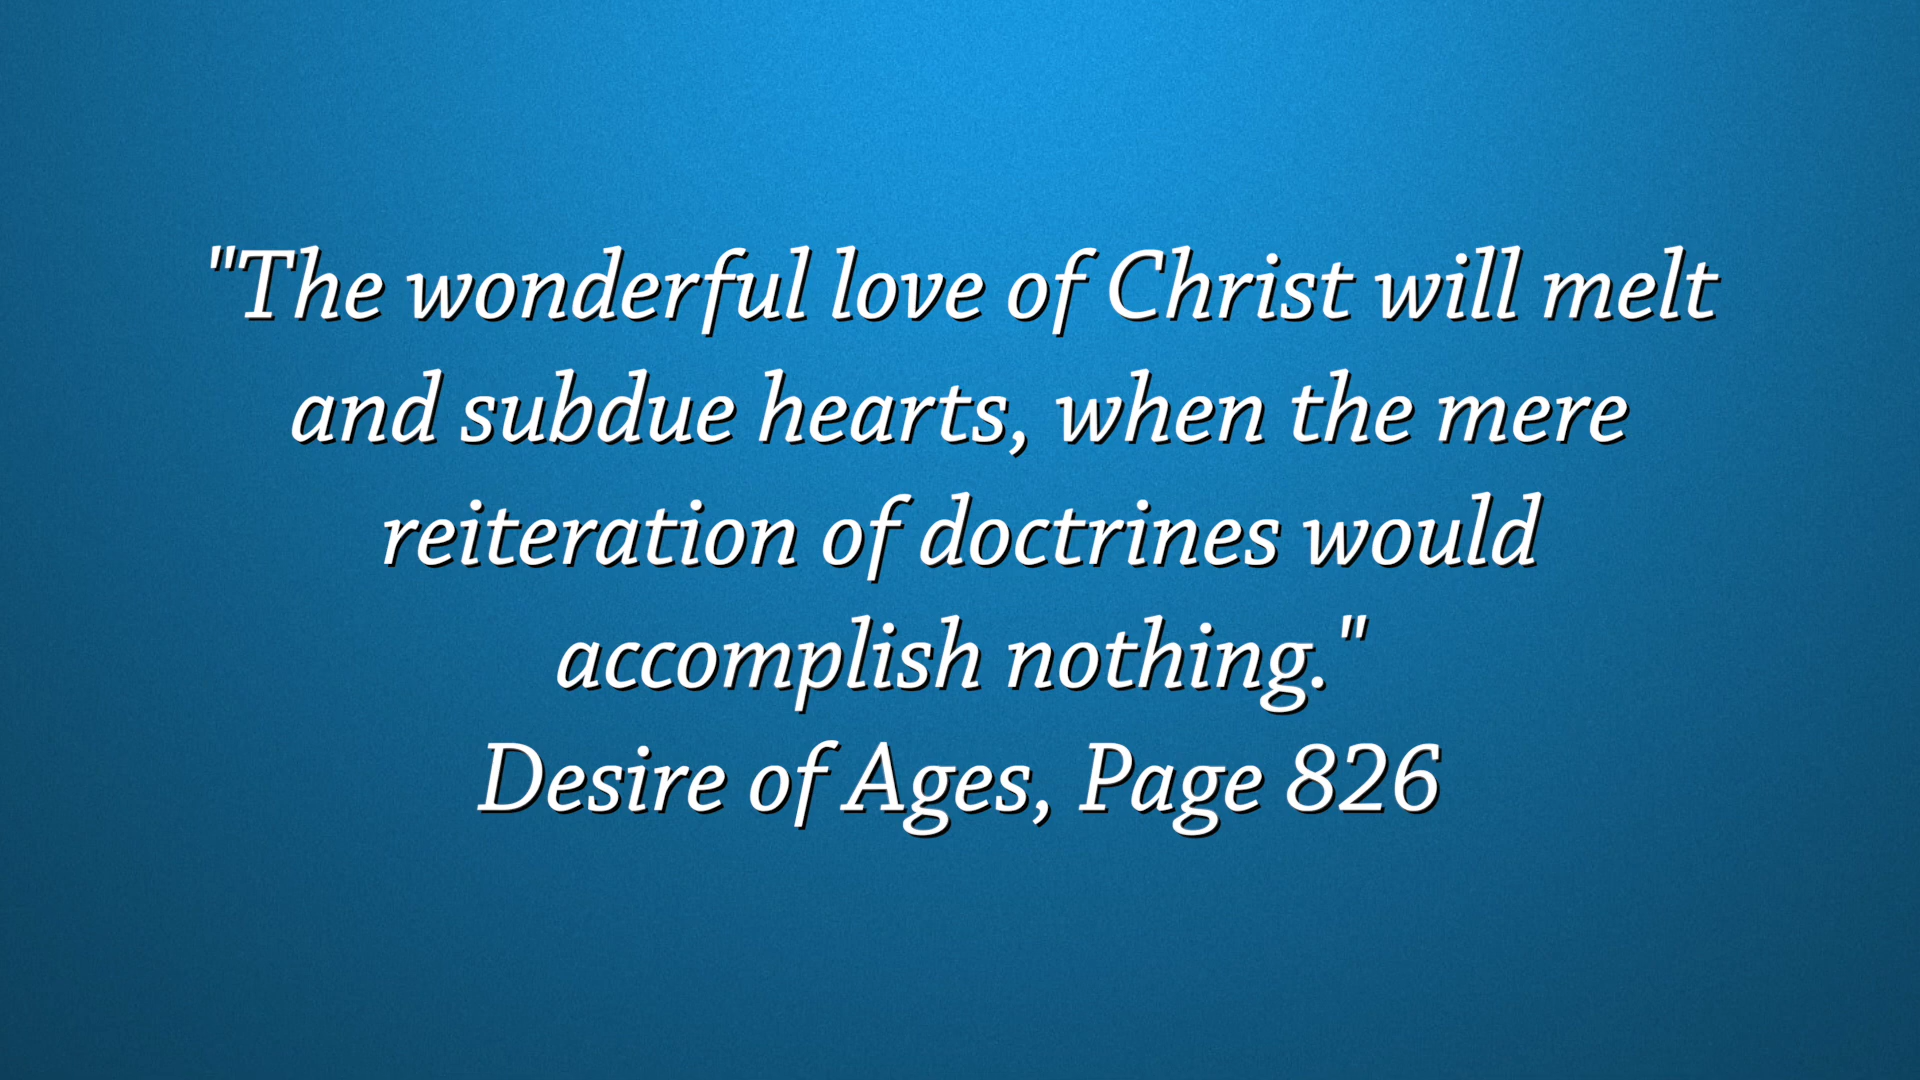 "The wonderful love of Christ will melt
and subdue hearts, when the mere
reiteration of doctrines would
accomplish nothing."
Desire of Ages, Page 826